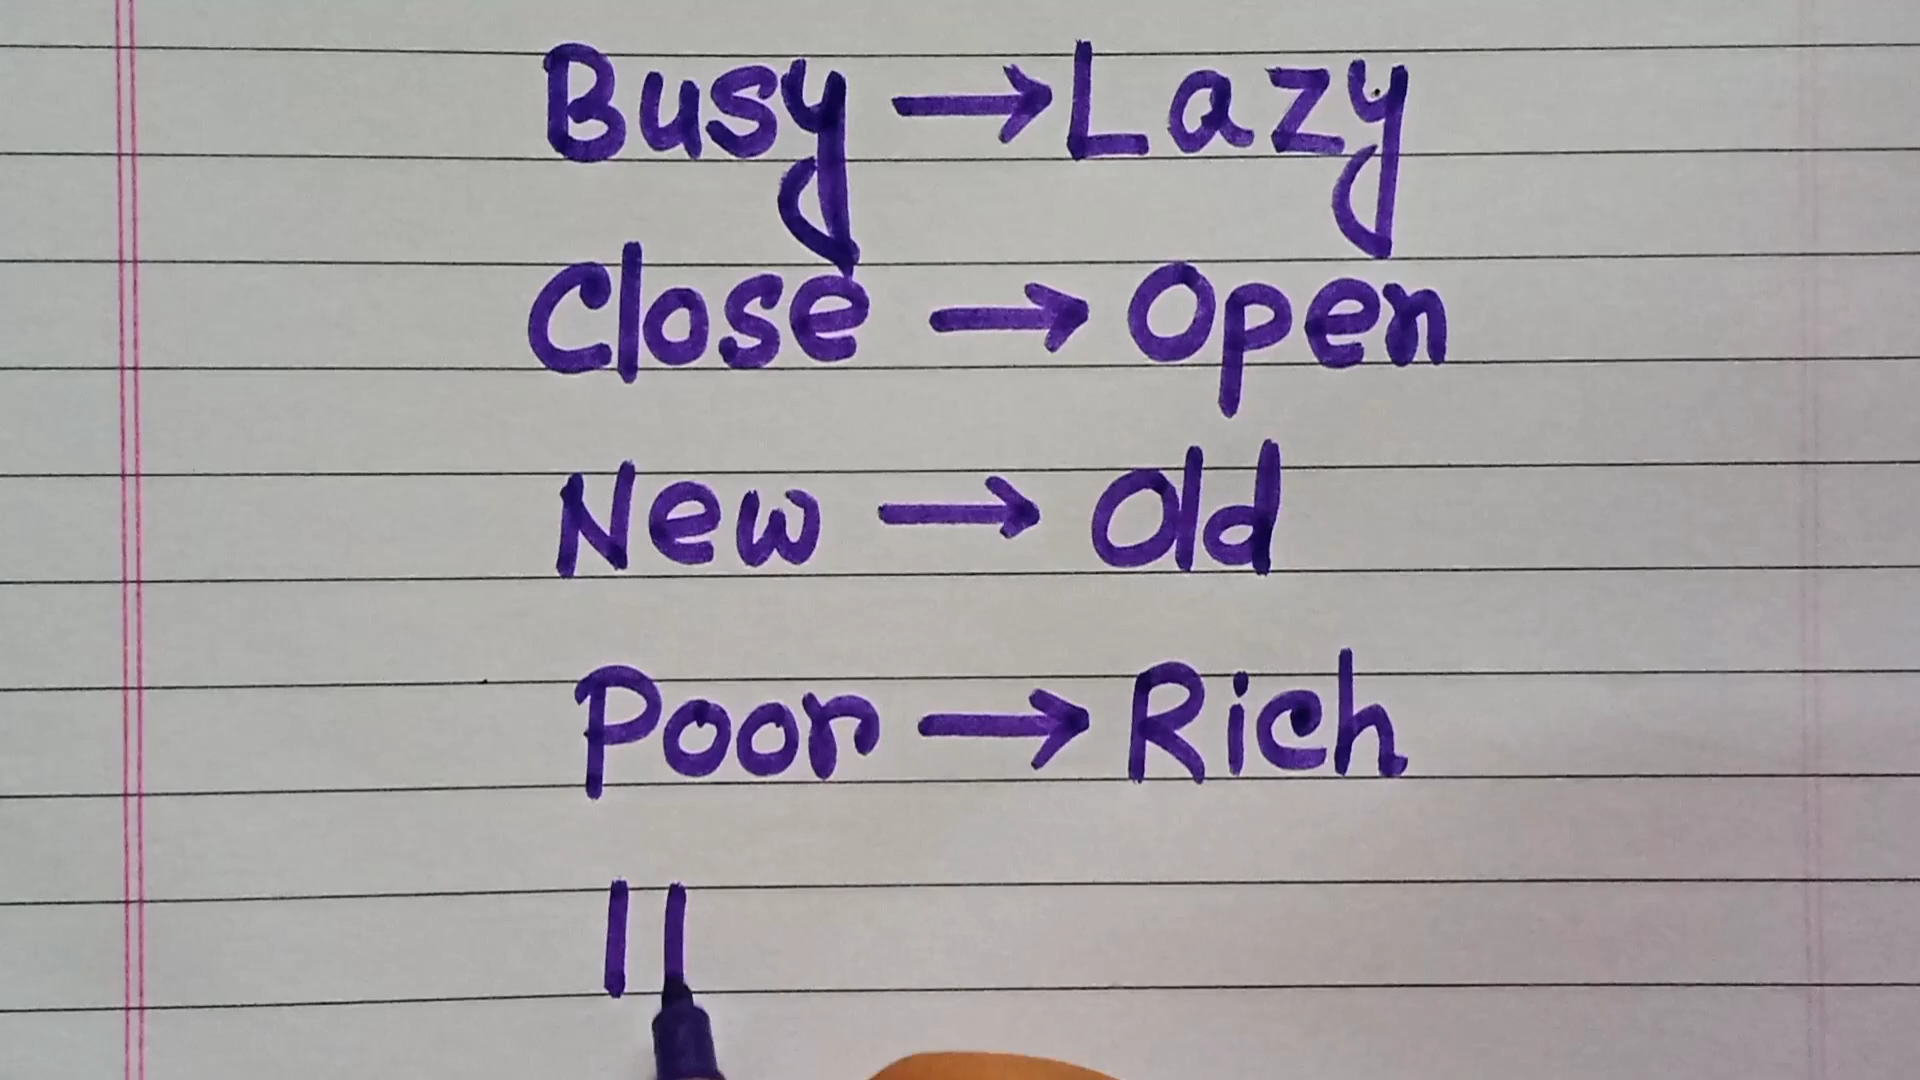 Busy → Lazy
Close → Open
New → Old
Poor → Rich